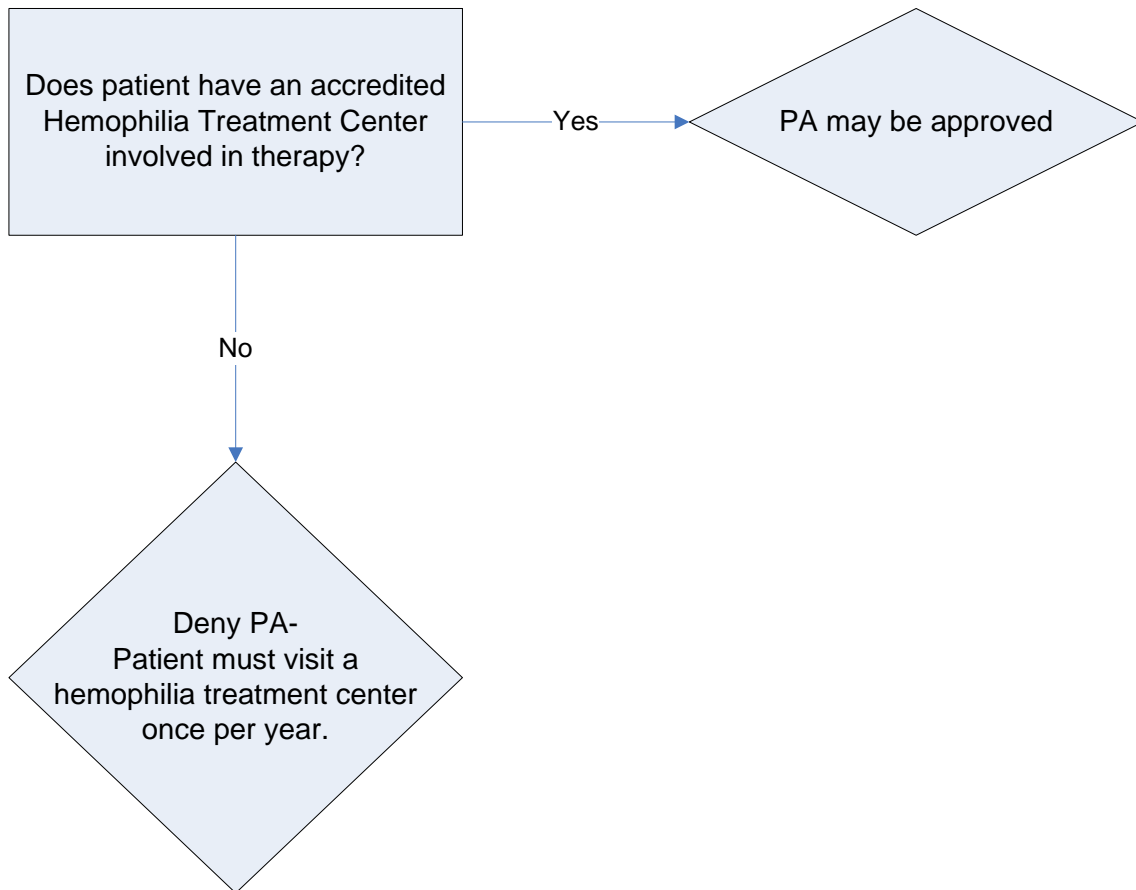 Does patient have an accredited
Hemophilia Treatment Center
involved in therapy?
Yes
PA may be approved
No
Deny PA-
Patient must visit a
hemophilia treatment center
once per year.